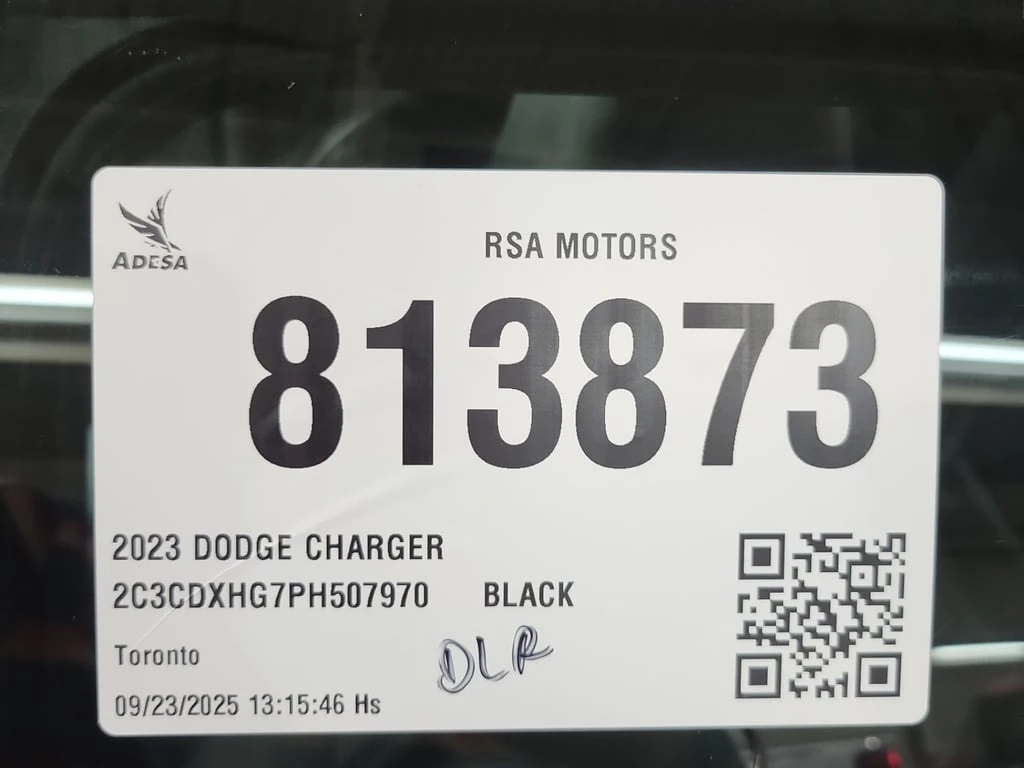 ADESA
RSA MOTORS
813873
2023 DODGE CHARGER
2C3CDXHG7PH507970 BLACK
Toronto
DLR
09/23/2025 13:15:46 Hs